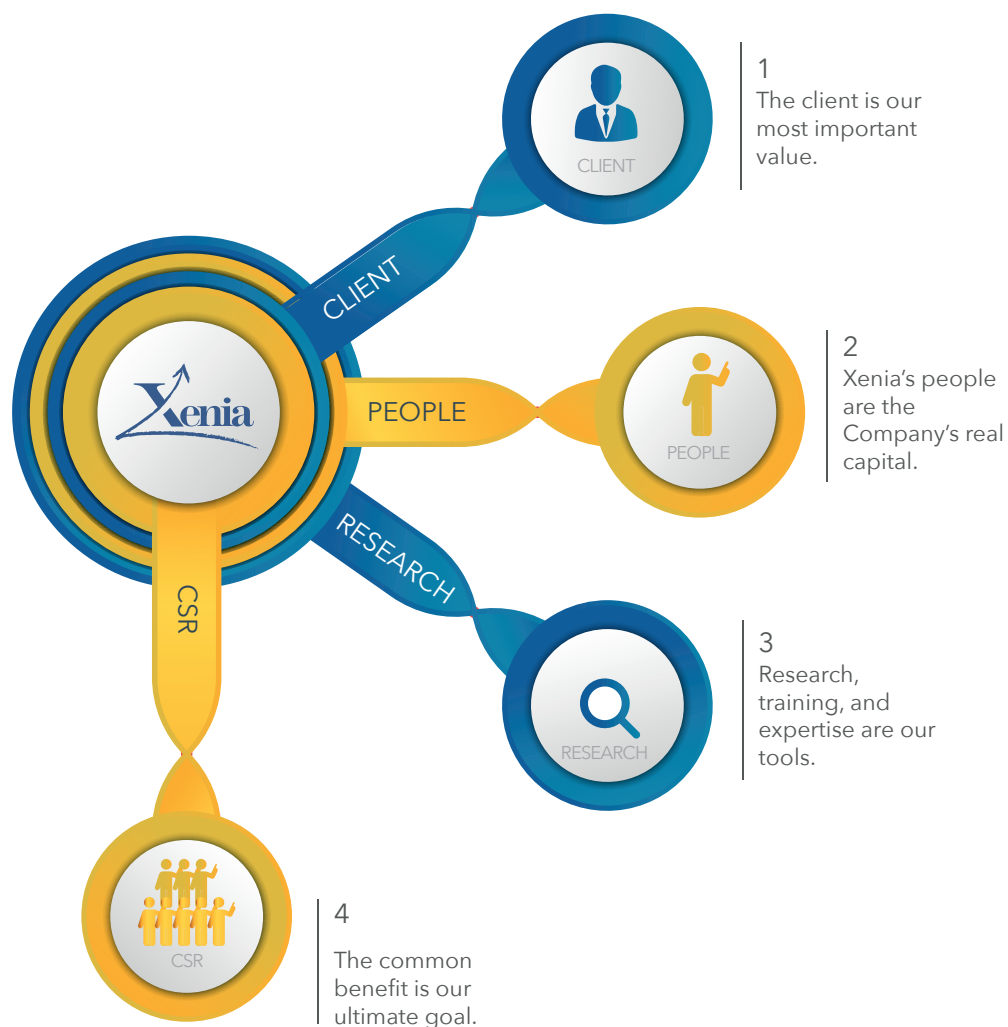 CLIENT
1
The client is our
most important
value.
CLIENT
Xenia
PEOPLE
PEOPLE
2
Xenia's people
are the
Company's real
capital.
RESEARCH
RESEARCH
3
Research,
training, and
expertise are our
tools.
CSR
CSR
4
The common
benefit is our
ultimate goal.